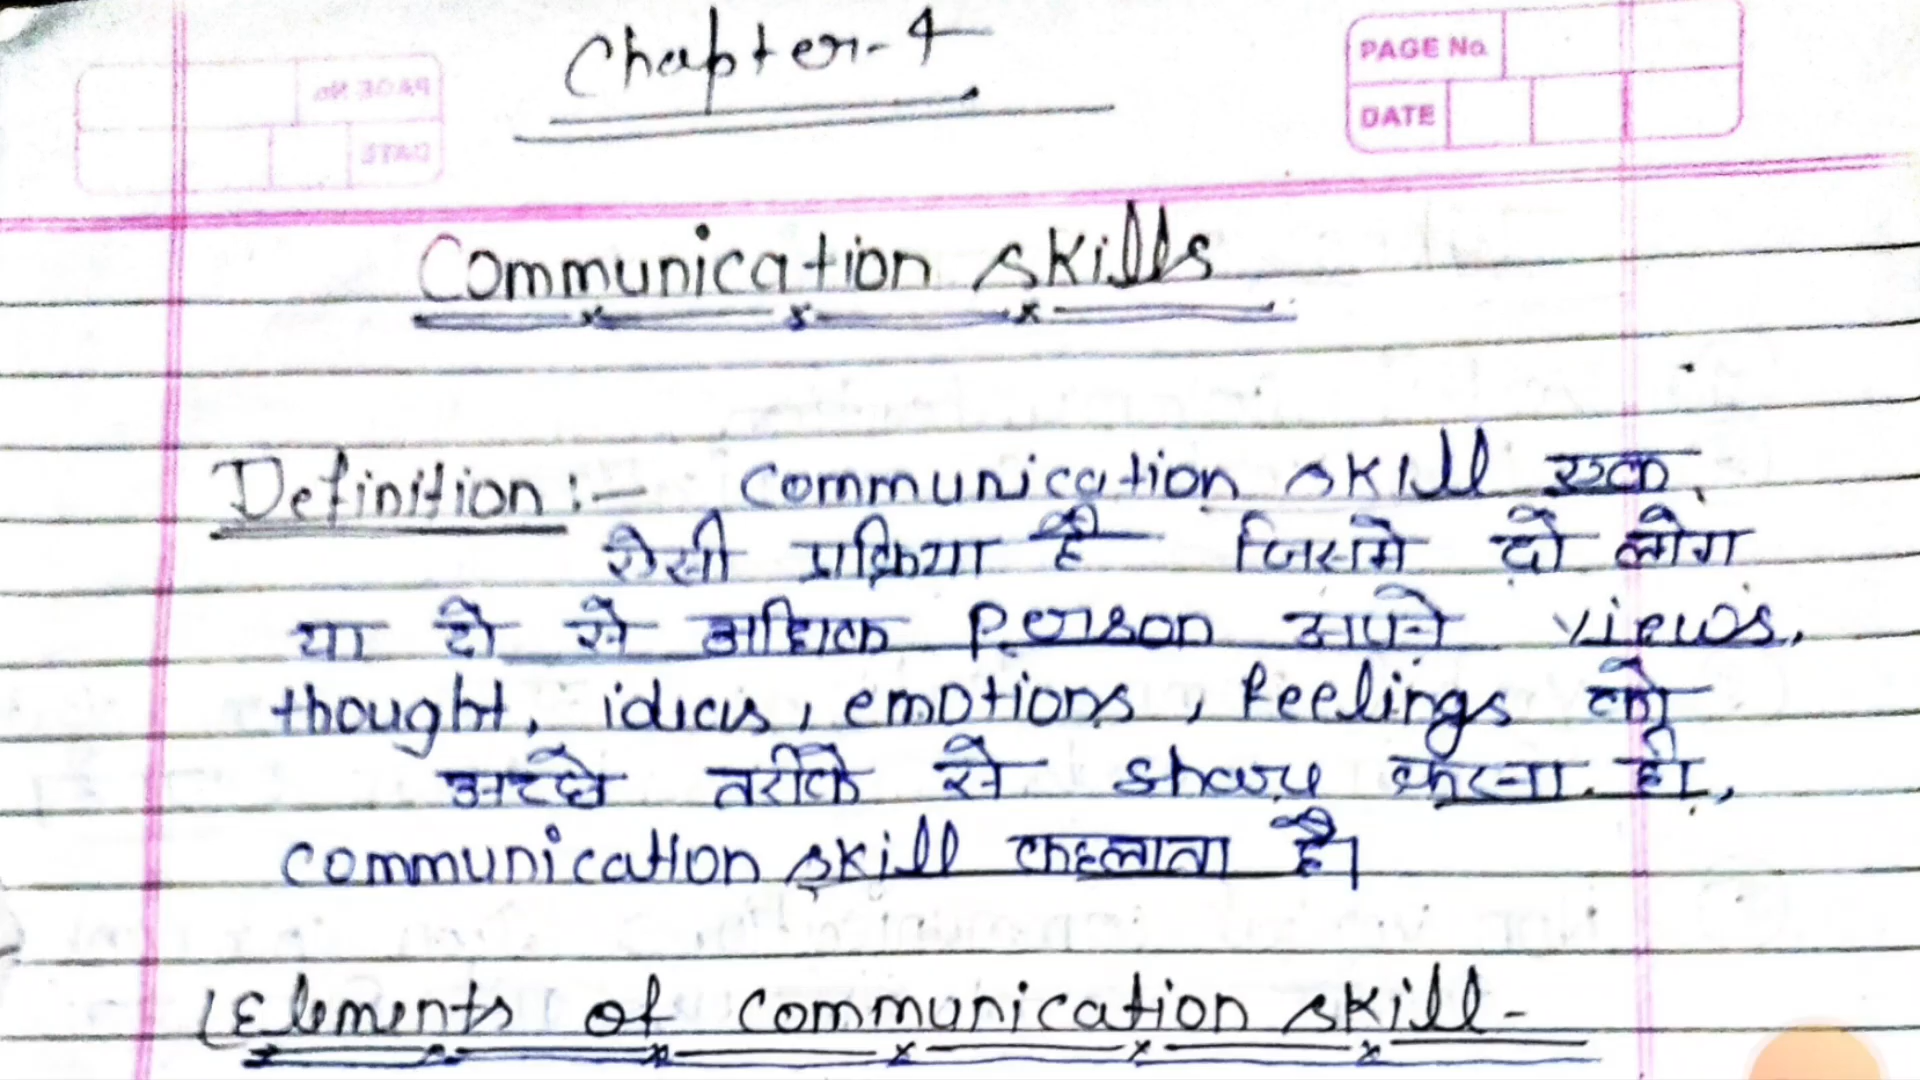 Chapter-4
PAGE No.
DATE
Communication skills
Definition :- Communication skill एक
ऐसी प्रक्रिया है जिसमे दो लोग
या दो से अधिक person अपने views,
thought, ideas, emotions, feelings को
अच्छे तरीके से share करना ही,
communication skill कहलाता है।
Elements of communication skill-